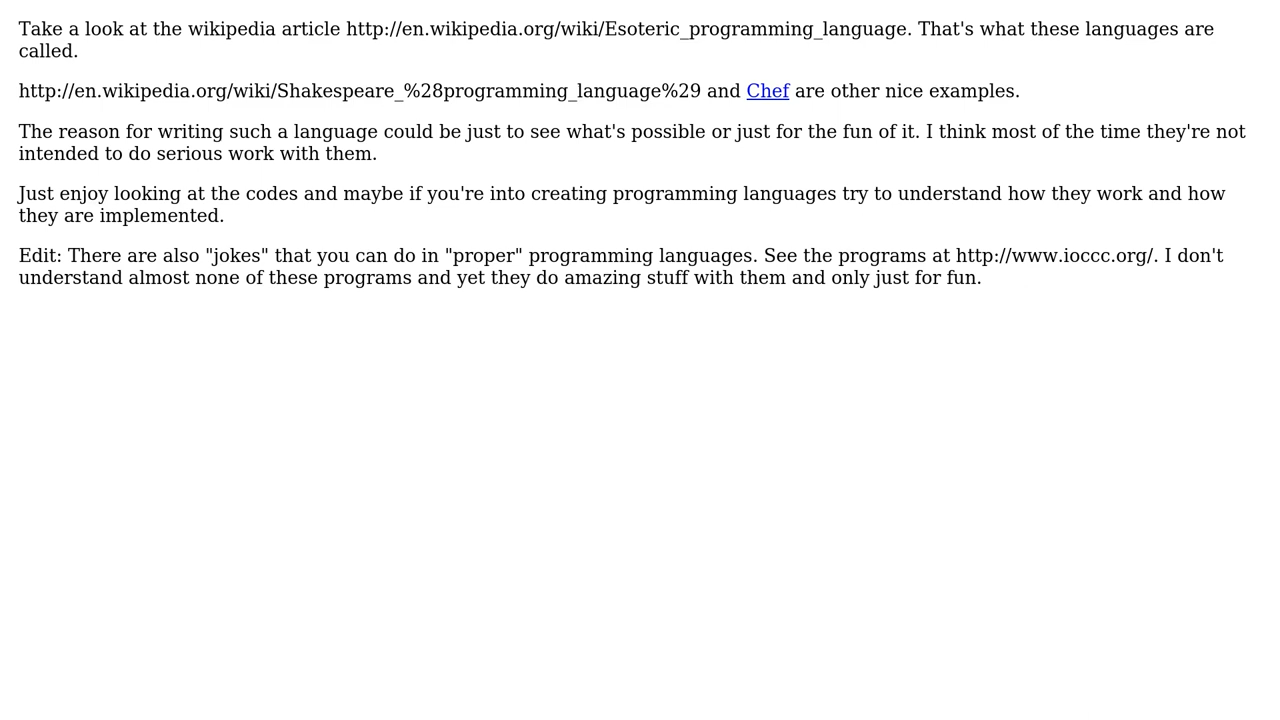 Take a look at the wikipedia article http://en.wikipedia.org/wiki/Esoteric_programming_language. That's what these languages are
called.
http://en.wikipedia.org/wiki/Shakespeare_%28programming_language%29 and Chef are other nice examples.
The reason for writing such a language could be just to see what's possible or just for the fun of it. I think most of the time they're not
intended to do serious work with them.
Just enjoy looking at the codes and maybe if you're into creating programming languages try to understand how they work and how
they are implemented.
Edit: There are also "jokes" that you can do in "proper" programming languages. See the programs at http://www.ioccc.org/. I don't
understand almost none of these programs and yet they do amazing stuff with them and only just for fun.